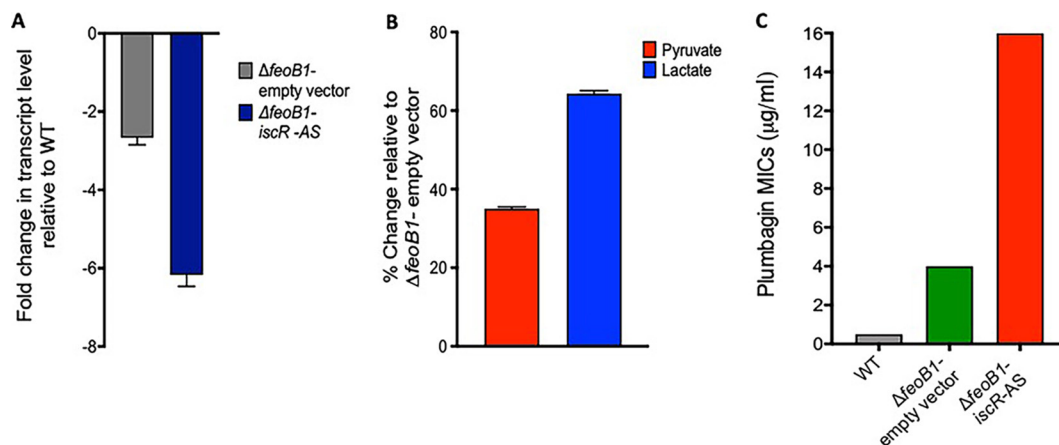 A
Fold change in transcript level
relative to WT
0
-2
-4
-6
-8
ΔfeoB1-
empty vector
ΔfeoB1-
iscR -AS
B
% Change relative to
ΔfeoB1- empty vector
80
60
40
20
0
Pyruvate
Lactate
C
Plumbagin MICs (μg/ml)
16
14
12
10
8
6
4
2
0
WT
ΔfeoB1-
empty vector
ΔfeoB1-
iscR-AS